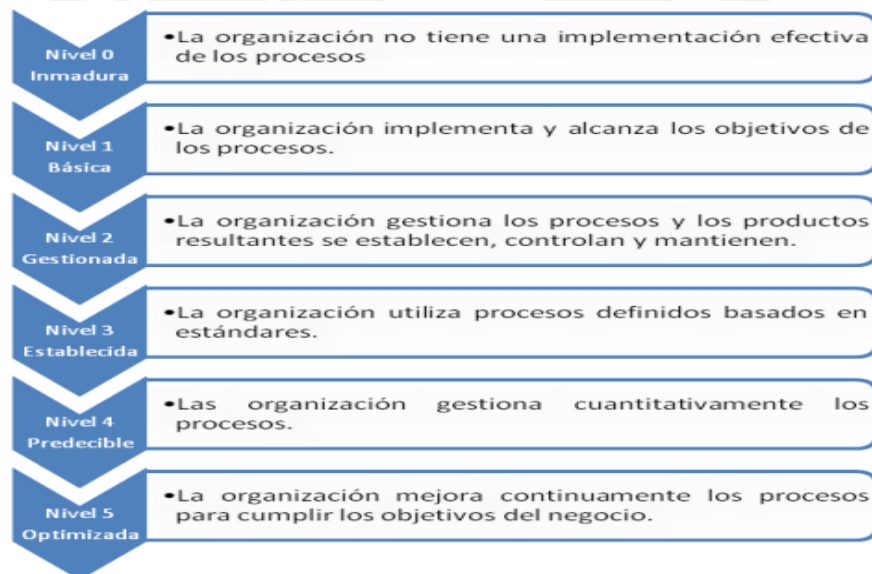 Nivel 0
Inmadura
•La organización no tiene una implementación efectiva
de los procesos
Nivel 1
Básica
•La organización implementa y alcanza los objetivos de
los procesos.
Nivel 2
Gestionada
•La organización gestiona los procesos y los productos
resultantes se establecen, controlan y mantienen.
Nivel 3
Establecida
•La organización utiliza procesos definidos basados en
estándares.
Nivel 4
Predecible
•Las organización gestiona cuantitativamente los
procesos.
Nivel 5
Optimizada
•La organización mejora continuamente los procesos
para cumplir los objetivos del negocio.